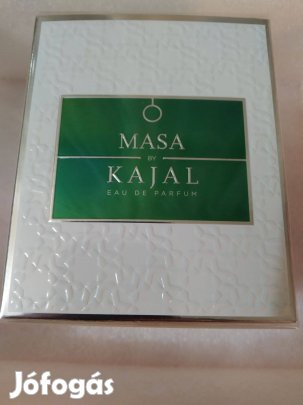 MASA
BY
KAJAL
EAU DE PARFUM
Jófogás